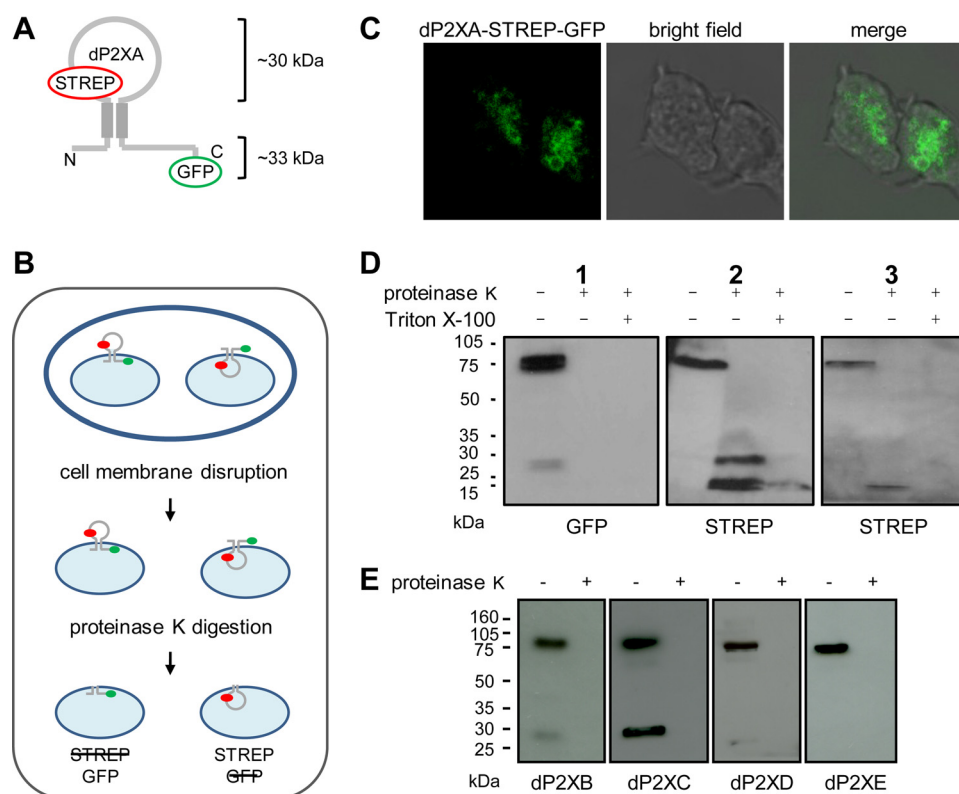 A
dP2XA
STREP
~30 kDa
N
C
GFP
~33 kDa
B
cell membrane disruption
proteinase K digestion
STREP
GFP
STREP
GFP
C
dP2XA-STREP-GFP
bright field
merge
D
1
2
3
proteinase K
– + + – + + – + +
Triton X-100
– – + – – + – – +
105 -
75 -
50 -
35 -
30 -
25 -
15 -
kDa
GFP
STREP
STREP
E
proteinase K
- + - + - + - +
160 -
105 -
75 -
50 -
30 -
25 -
kDa
dP2XB
dP2XC
dP2XD
dP2XE